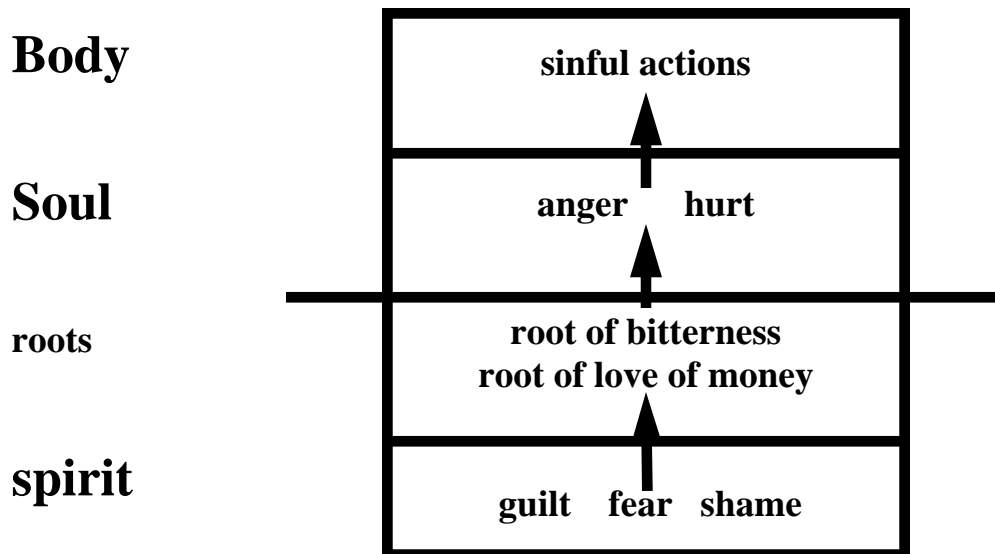 Body
sinful actions
Soul
anger hurt
roots
root of bitterness
root of love of money
spirit
guilt fear shame